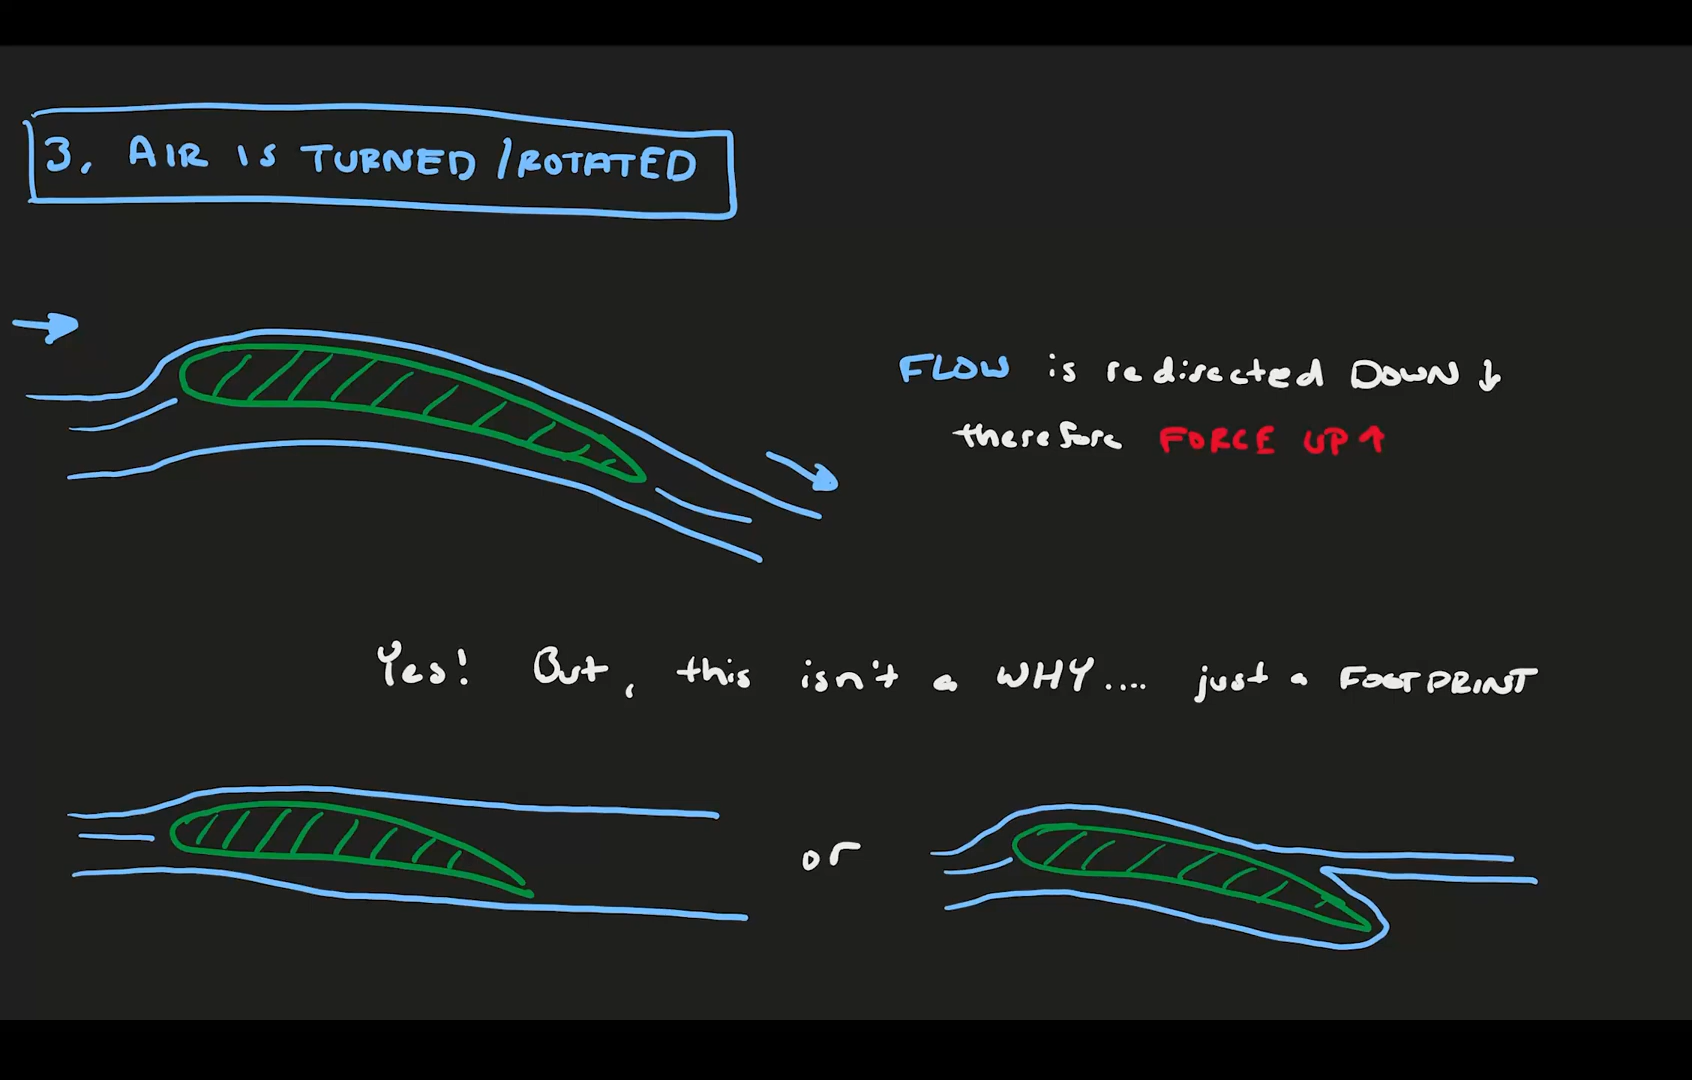 3. AIR IS TURNED/ROTATED
FLOW is redirected DOWN ↓
therefore FORCE UP ↑
Yes! But, this isn't a WHY.... just a FOOTPRINT
or